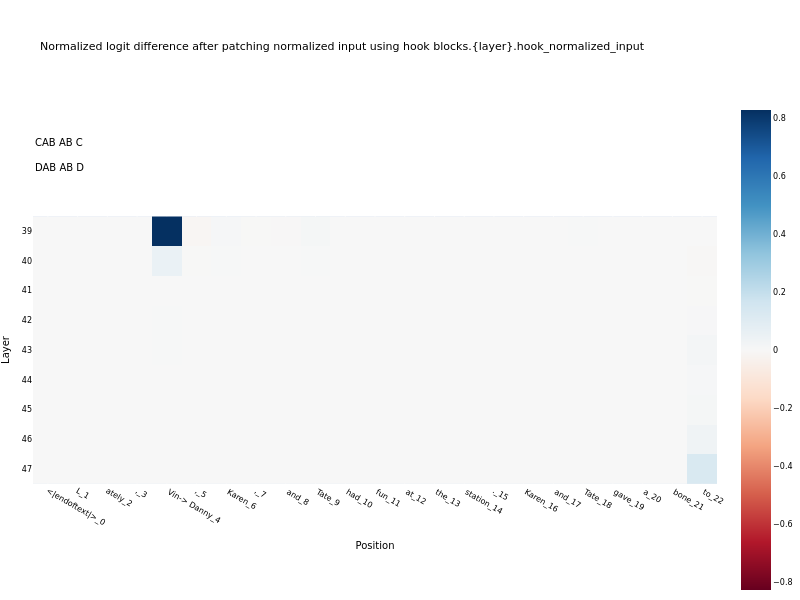 Normalized logit difference after patching normalized input using hook blocks.{layer}.hook_normalized_input
CAB AB C
DAB AB D
0.8
0.6
0.4
0.2
0
−0.2
−0.4
−0.6
−0.8
39
40
41
42
43
44
45
46
47
Layer
<|endoftext|>_0
L_1
ately_2
,_3
Vin-> Danny_4
,_5
Karen_6
,_7
and_8
Tate_9
had_10
fun_11
at_12
the_13
station_14
._15
Karen_16
and_17
Tate_18
gave_19
a_20
bone_21
to_22
Position